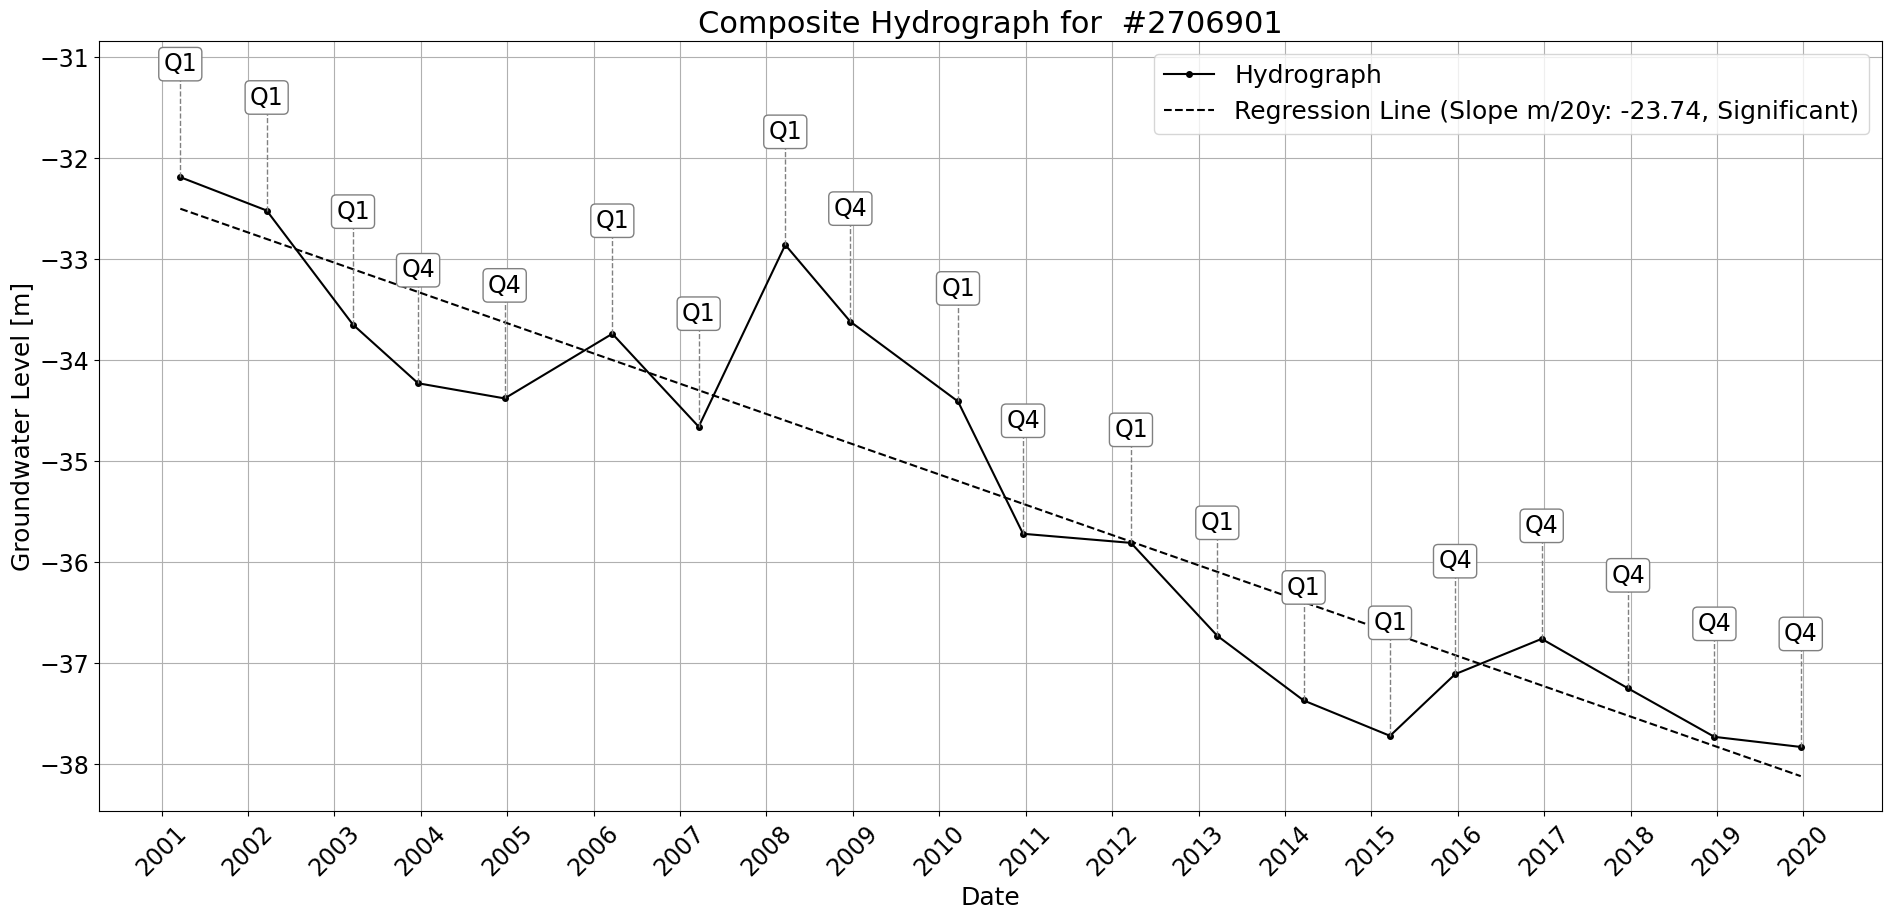 Composite Hydrograph for #2706901
Hydrograph
Regression Line (Slope m/20y: -23.74, Significant)
Groundwater Level [m]
−31
−32
−33
−34
−35
−36
−37
−38
Q1
Q1
Q1
Q4
Q4
Q1
Q1
Q1
Q4
Q1
Q4
Q1
Q1
Q1
Q1
Q4
Q4
Q4
Q4
Q4
2001
2002
2003
2004
2005
2006
2007
2008
2009
2010
2011
2012
2013
2014
2015
2016
2017
2018
2019
2020
Date